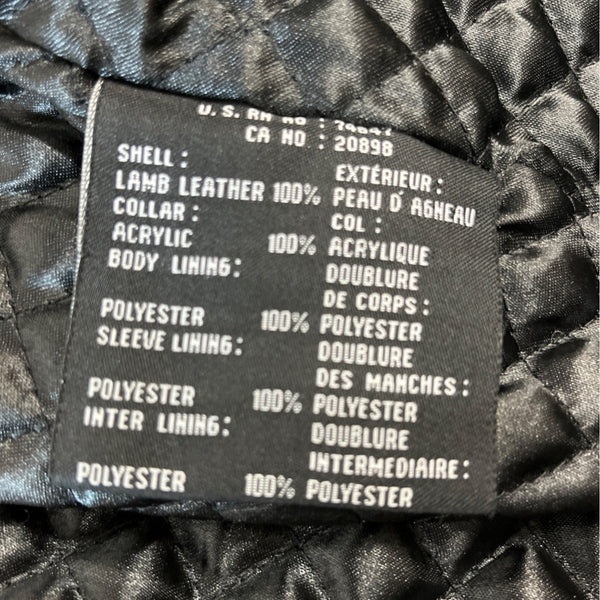 U.S. RN NO :
CA NO : 20898
SHELL : EXTÉRIEUR :
LAMB LEATHER 100% PEAU D'AGNEAU
COLLAR : COL :
ACRYLIC 100% ACRYLIQUE
BODY LINING : DOUBLURE
DE CORPS :
POLYESTER 100% POLYESTER
SLEEVE LINING : DOUBLURE
DES MANCHES :
POLYESTER 100% POLYESTER
INTER LINING : DOUBLURE
INTERMEDIAIRE :
POLYESTER 100% POLYESTER